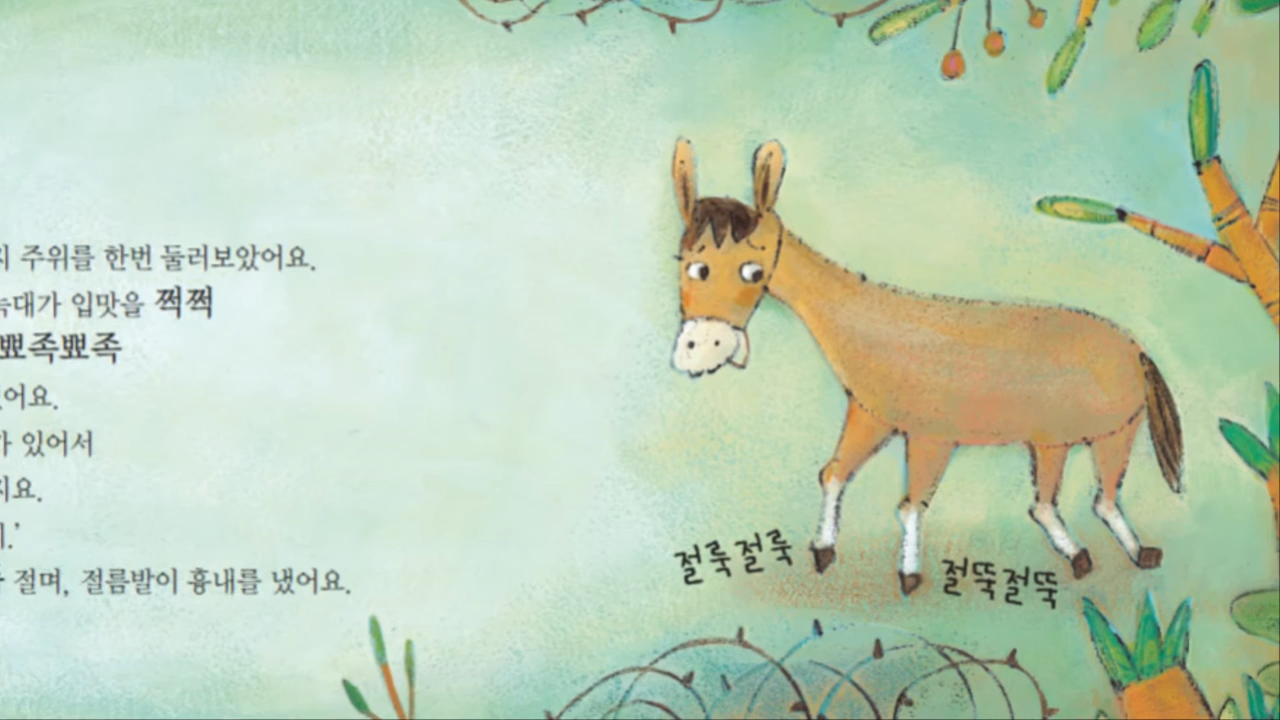 주위를 한번 둘러보았어요.
늑대가 입맛을 쩍쩍
뾰족뾰족
어요.
있어서
지요.
절며, 절름발이 흉내를 냈어요.
절룩절룩
절뚝절뚝